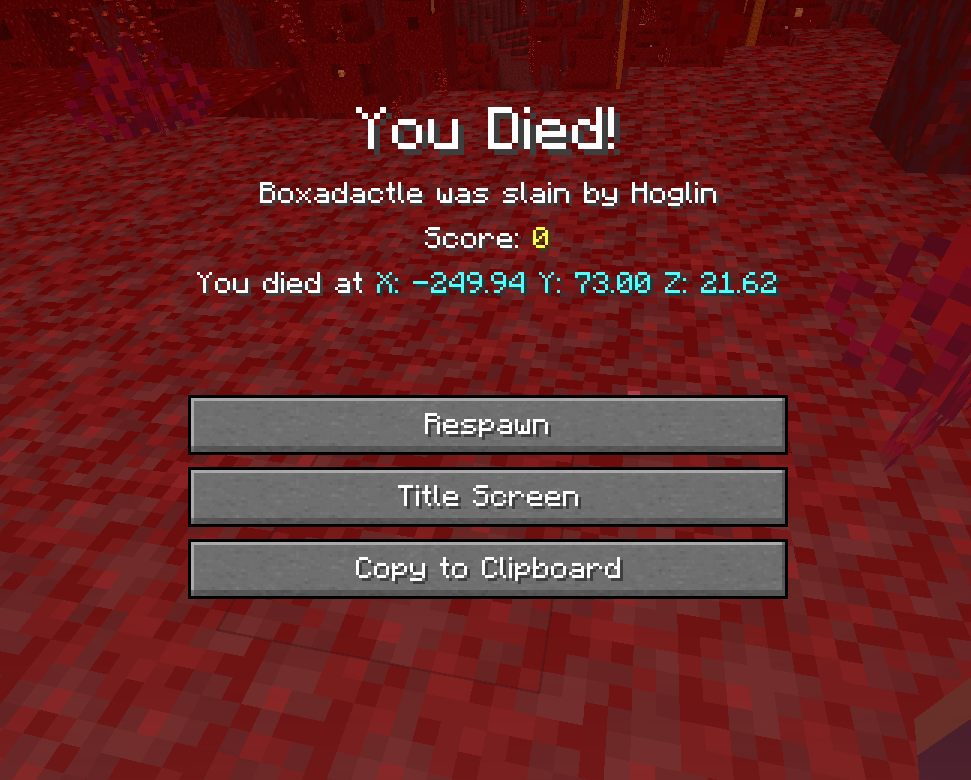 You Died!
Boxadactle was slain by Hoglin
Score: 0
You died at X: -249.94 Y: 73.00 Z: 21.62
Respawn
Title Screen
Copy to Clipboard